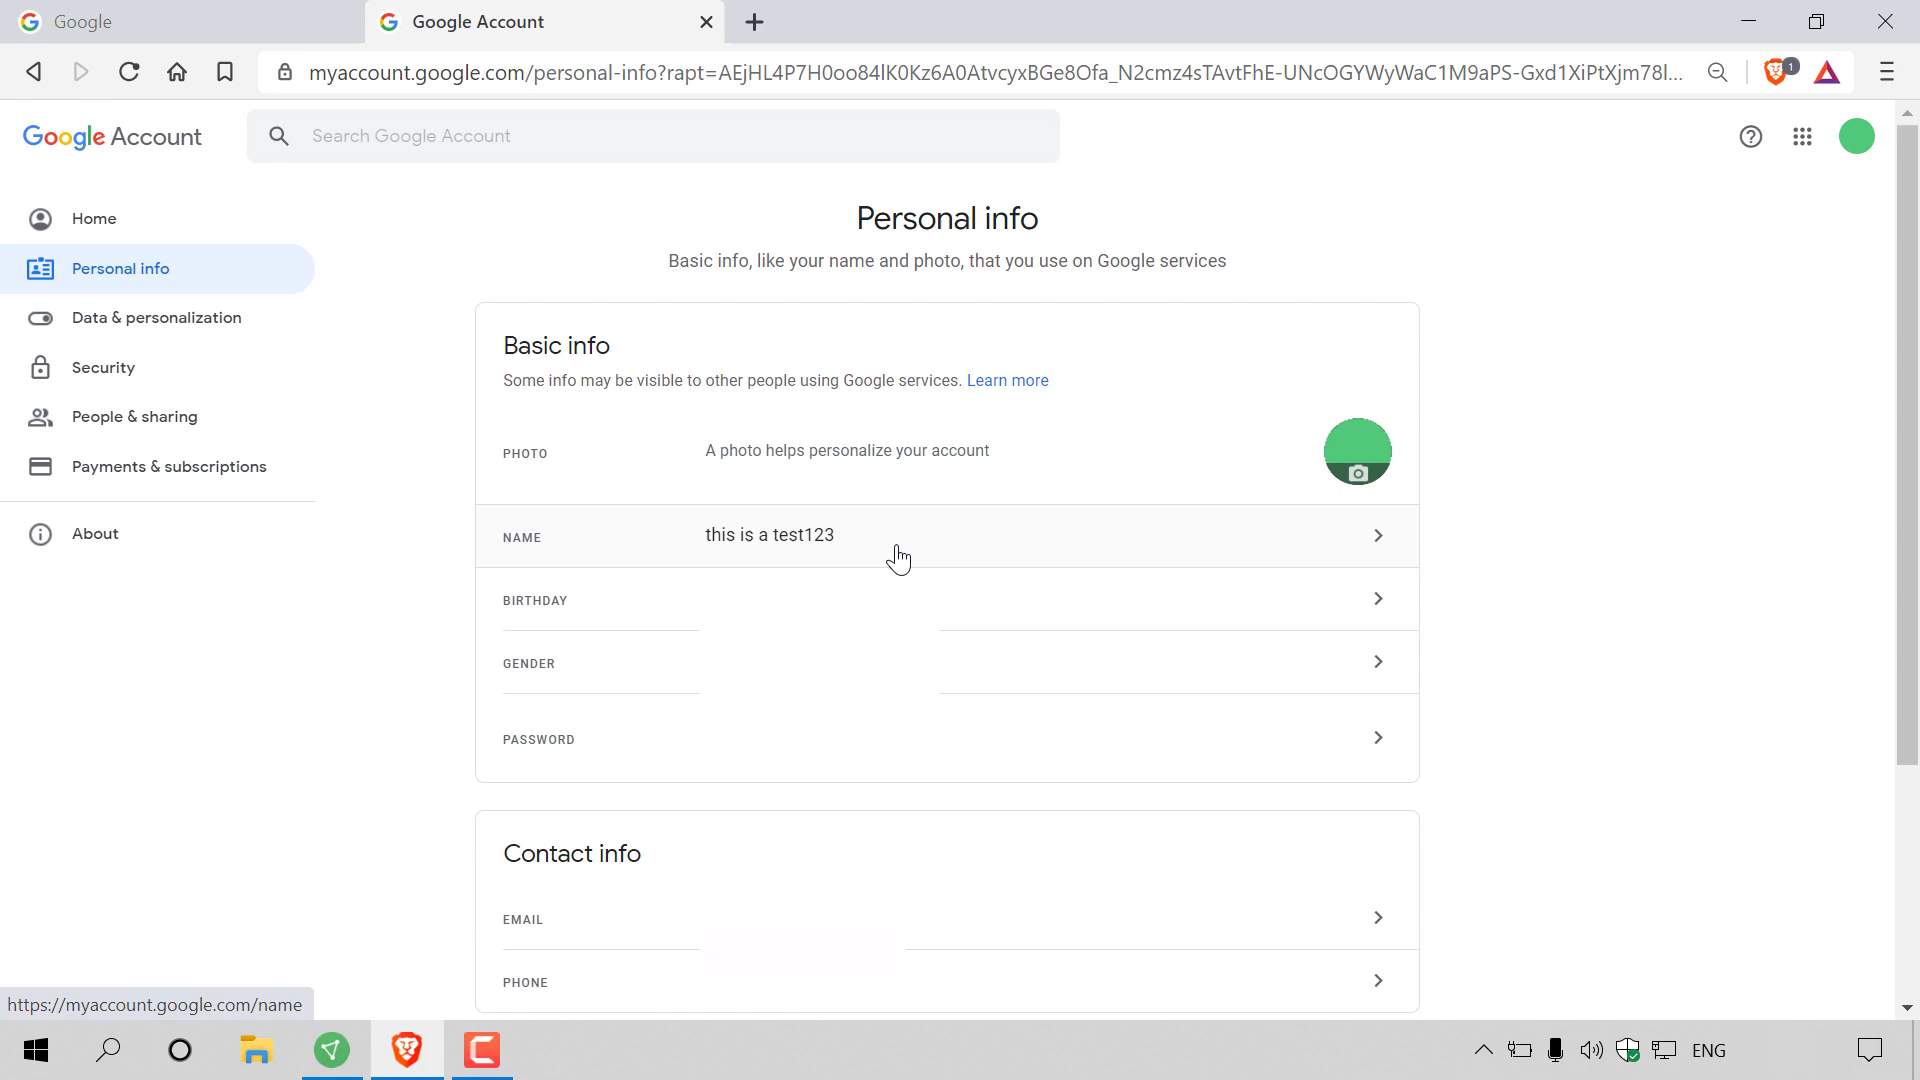 Google
Google Account
myaccount.google.com/personal-info?rapt=AEjHL4P7H0oo84lK0Kz6A0AtvcyxBGe8Ofa_N2cmz4sTAvtFhE-UNcOGYWyWaC1M9aPS-Gxd1XiPtXjm78l...
1
Google Account
Search Google Account
Home
Personal info
Data & personalization
Security
People & sharing
Payments & subscriptions
About
Personal info
Basic info, like your name and photo, that you use on Google services
Basic info
Some info may be visible to other people using Google services. Learn more
PHOTO A photo helps personalize your account
NAME this is a test123
BIRTHDAY
GENDER
PASSWORD
Contact info
EMAIL
PHONE
https://myaccount.google.com/name
ENG